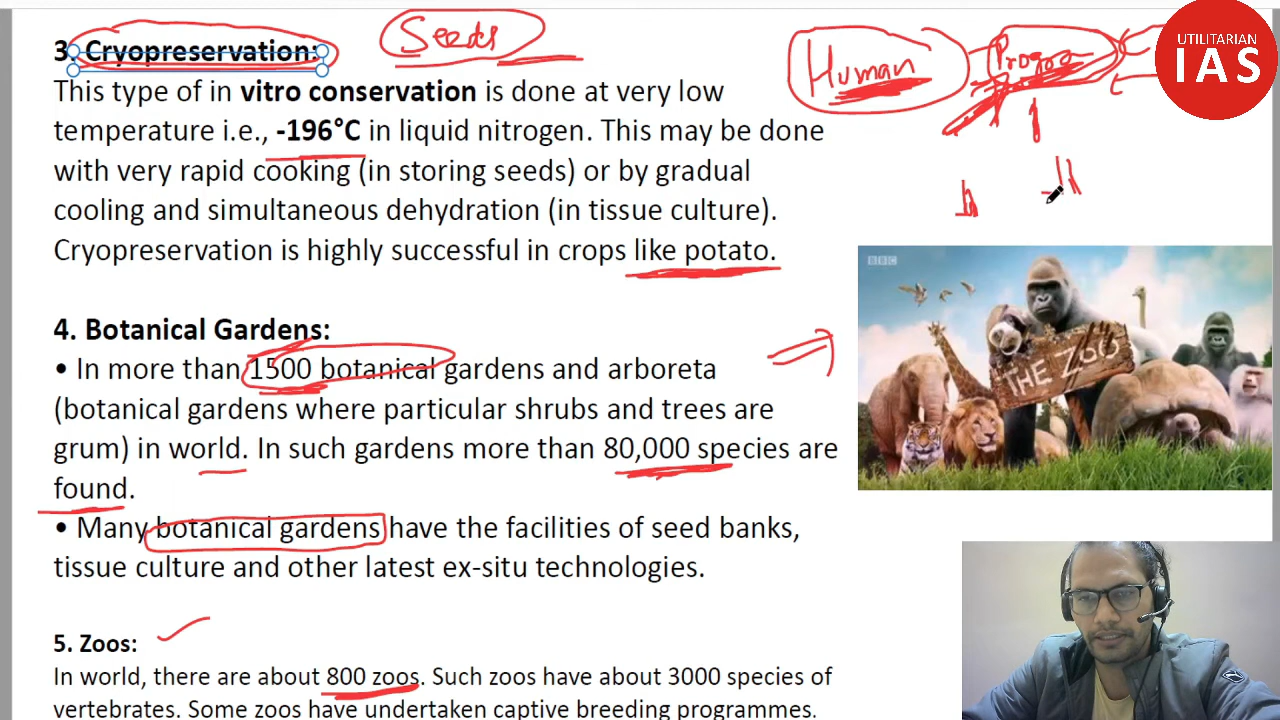 3. Cryopreservation:
Seeds
Human
UTILITARIAN
IAS
This type of in vitro conservation is done at very low
temperature i.e., -196°C in liquid nitrogen. This may be done
with very rapid cooking (in storing seeds) or by gradual
cooling and simultaneous dehydration (in tissue culture).
Cryopreservation is highly successful in crops like potato.
BBC
THE ZOO
4. Botanical Gardens:
• In more than 1500 botanical gardens and arboreta
(botanical gardens where particular shrubs and trees are
grum) in world. In such gardens more than 80,000 species are
found.
• Many botanical gardens have the facilities of seed banks,
tissue culture and other latest ex-situ technologies.
5. Zoos:
In world, there are about 800 zoos. Such zoos have about 3000 species of
vertebrates. Some zoos have undertaken captive breeding programmes.